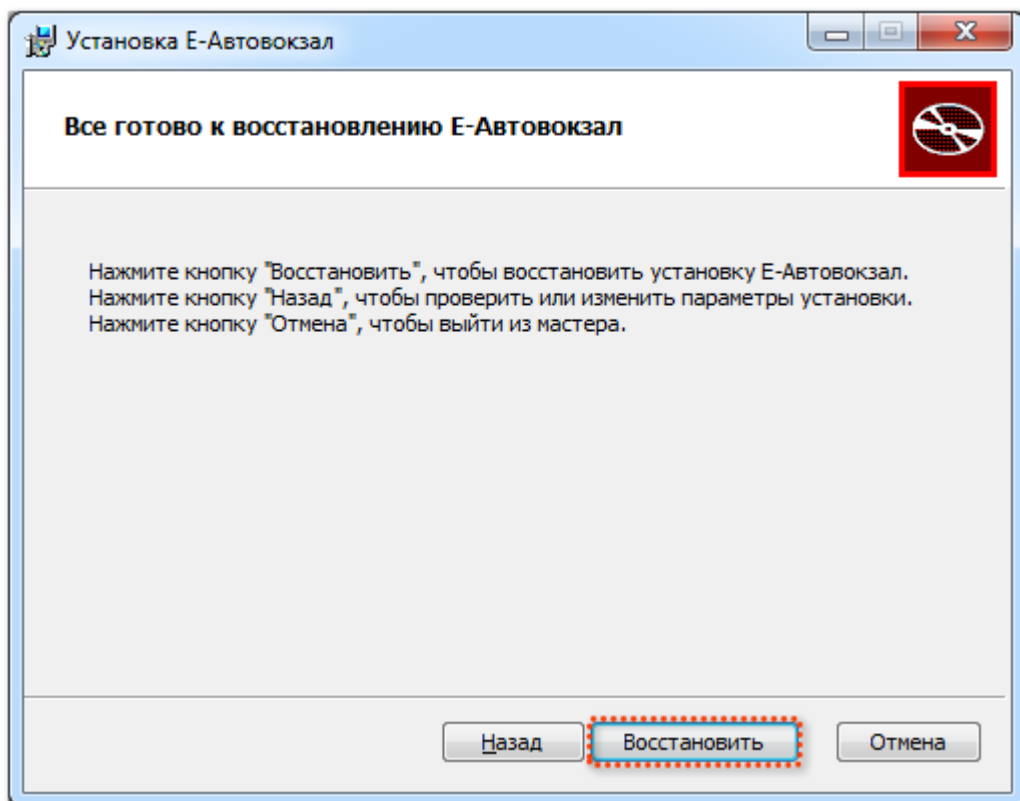 Установка Е-Автовокзал
Все готово к восстановлению Е-Автовокзал
Нажмите кнопку "Восстановить", чтобы восстановить установку Е-Автовокзал.
Нажмите кнопку "Назад", чтобы проверить или изменить параметры установки.
Нажмите кнопку "Отмена", чтобы выйти из мастера.
Назад Восстановить Отмена